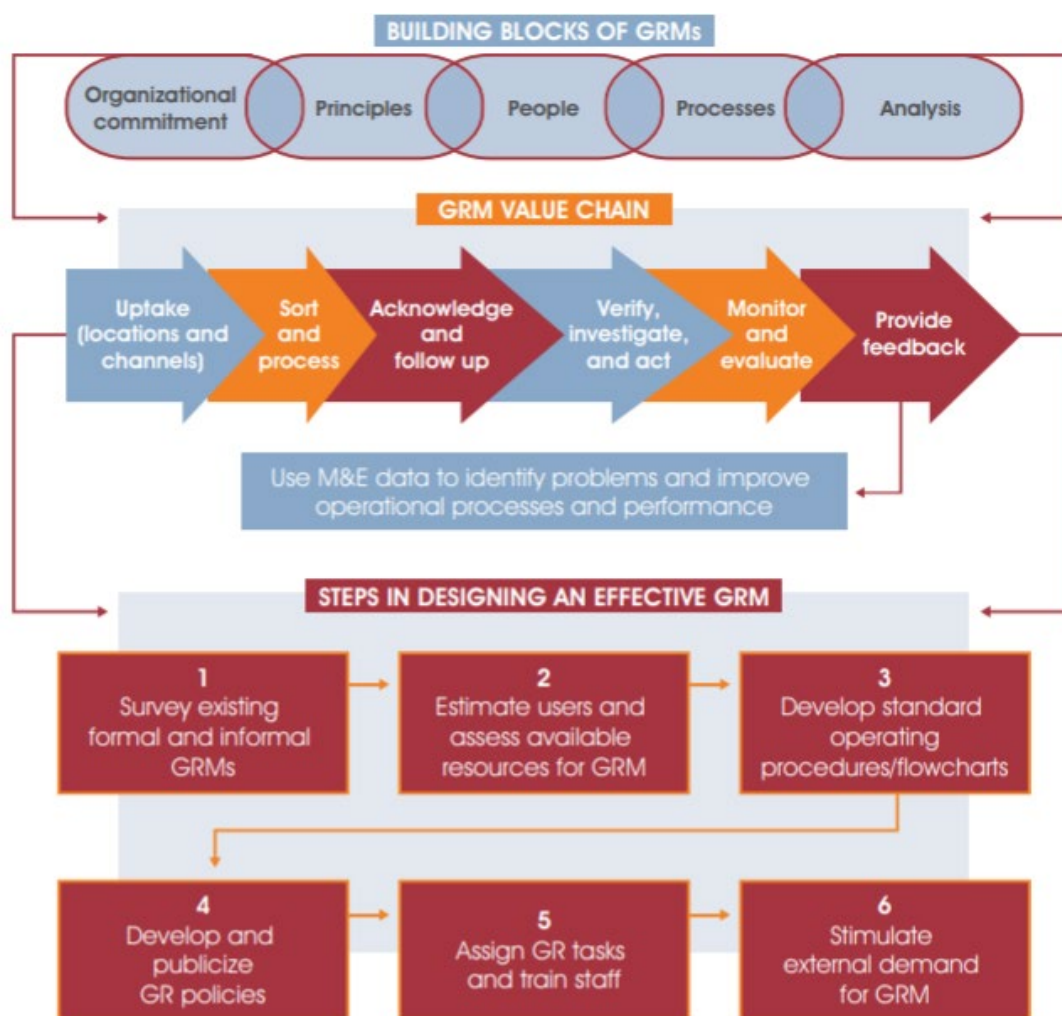 BUILDING BLOCKS OF GRMs
Organizational
commitment
Principles
People
Processes
Analysis
GRM VALUE CHAIN
Uptake
(locations and
channels)
Sort
and
process
Acknowledge
and
follow up
Verify,
investigate,
and act
Monitor
and
evaluate
Provide
feedback
Use M&E data to identify problems and improve
operational processes and performance
STEPS IN DESIGNING AN EFFECTIVE GRM
1
Survey existing
formal and informal
GRMs
2
Estimate users and
assess available
resources for GRM
3
Develop standard
operating
procedures/flowcharts
4
Develop and
publicize
GR policies
5
Assign GR tasks
and train staff
6
Stimulate
external demand
for GRM